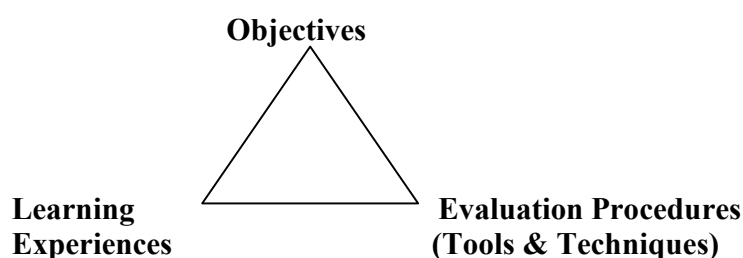 Objectives
Learning
Experiences
Evaluation Procedures
(Tools & Techniques)